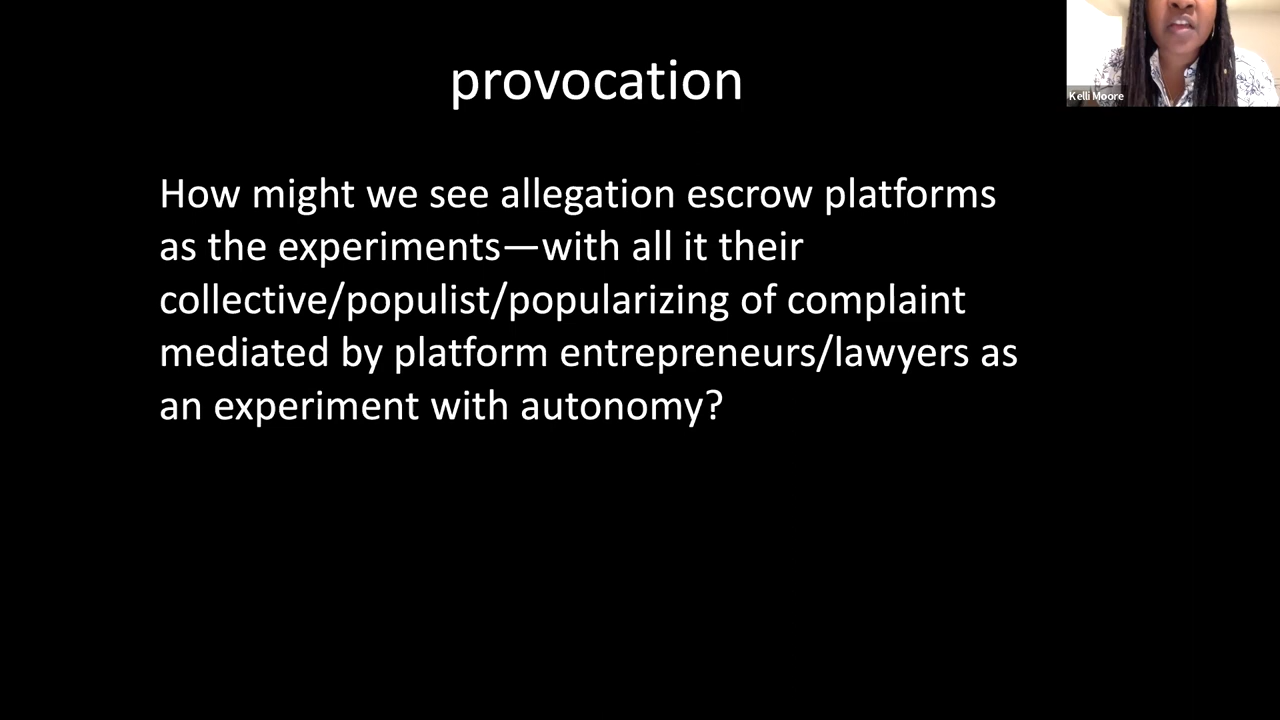 provocation
Kelli Moore
How might we see allegation escrow platforms
as the experiments—with all it their
collective/populist/popularizing of complaint
mediated by platform entrepreneurs/lawyers as
an experiment with autonomy?